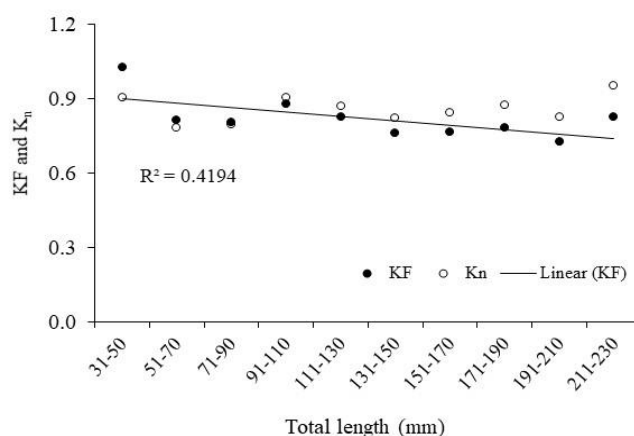 1.2
0.9
0.6
0.3
0.0
KF and Kn
R² = 0.4194
KF Kn Linear (KF)
31-50 51-70 71-90 91-110 111-130 131-150 151-170 171-190 191-210 211-230
Total length (mm)